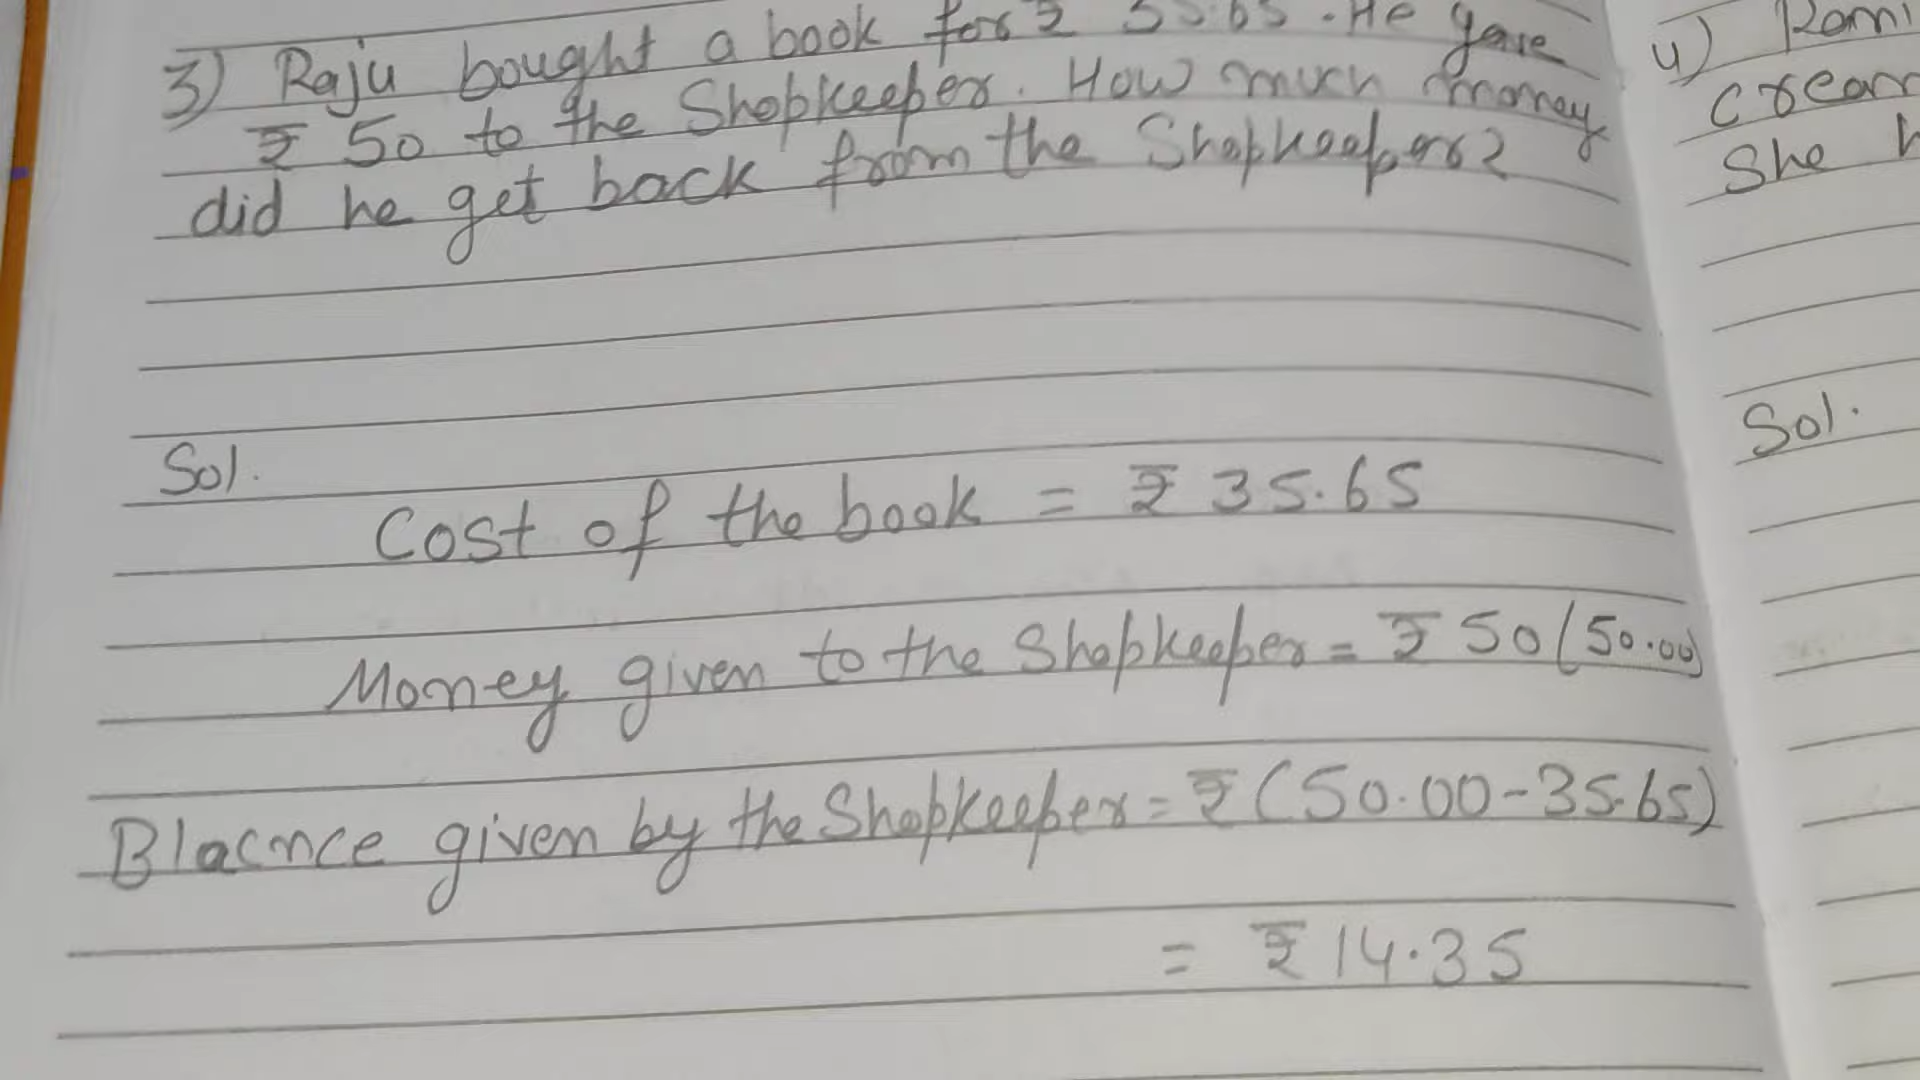 3) Raju bought a book for ₹ 35.65. He gave
₹ 50 to the Shopkeeper. How much money
did he get back from the Shopkeeper?
Sol.
Cost of the book = ₹ 35.65
Money given to the Shopkeeper = ₹ 50 (50.00)
Blacnce given by the Shopkeeper = ₹ (50.00-35.65)
= ₹ 14.35
4)
She
Sol.